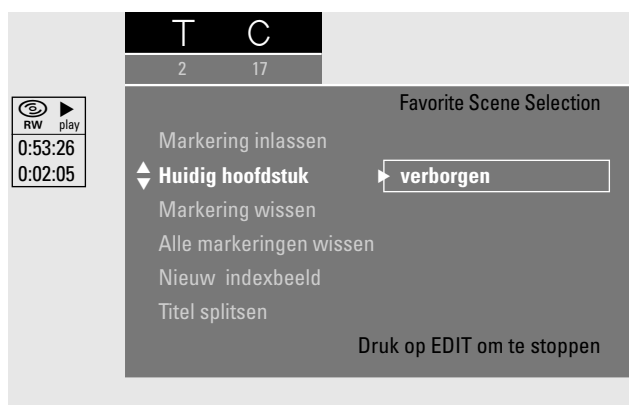 T C
2 17
Favorite Scene Selection
RW play
0:53:26
0:02:05
Markering inlassen
Huidig hoofdstuk verborgen
Markering wissen
Alle markeringen wissen
Nieuw indexbeeld
Titel splitsen
Druk op EDIT om te stoppen